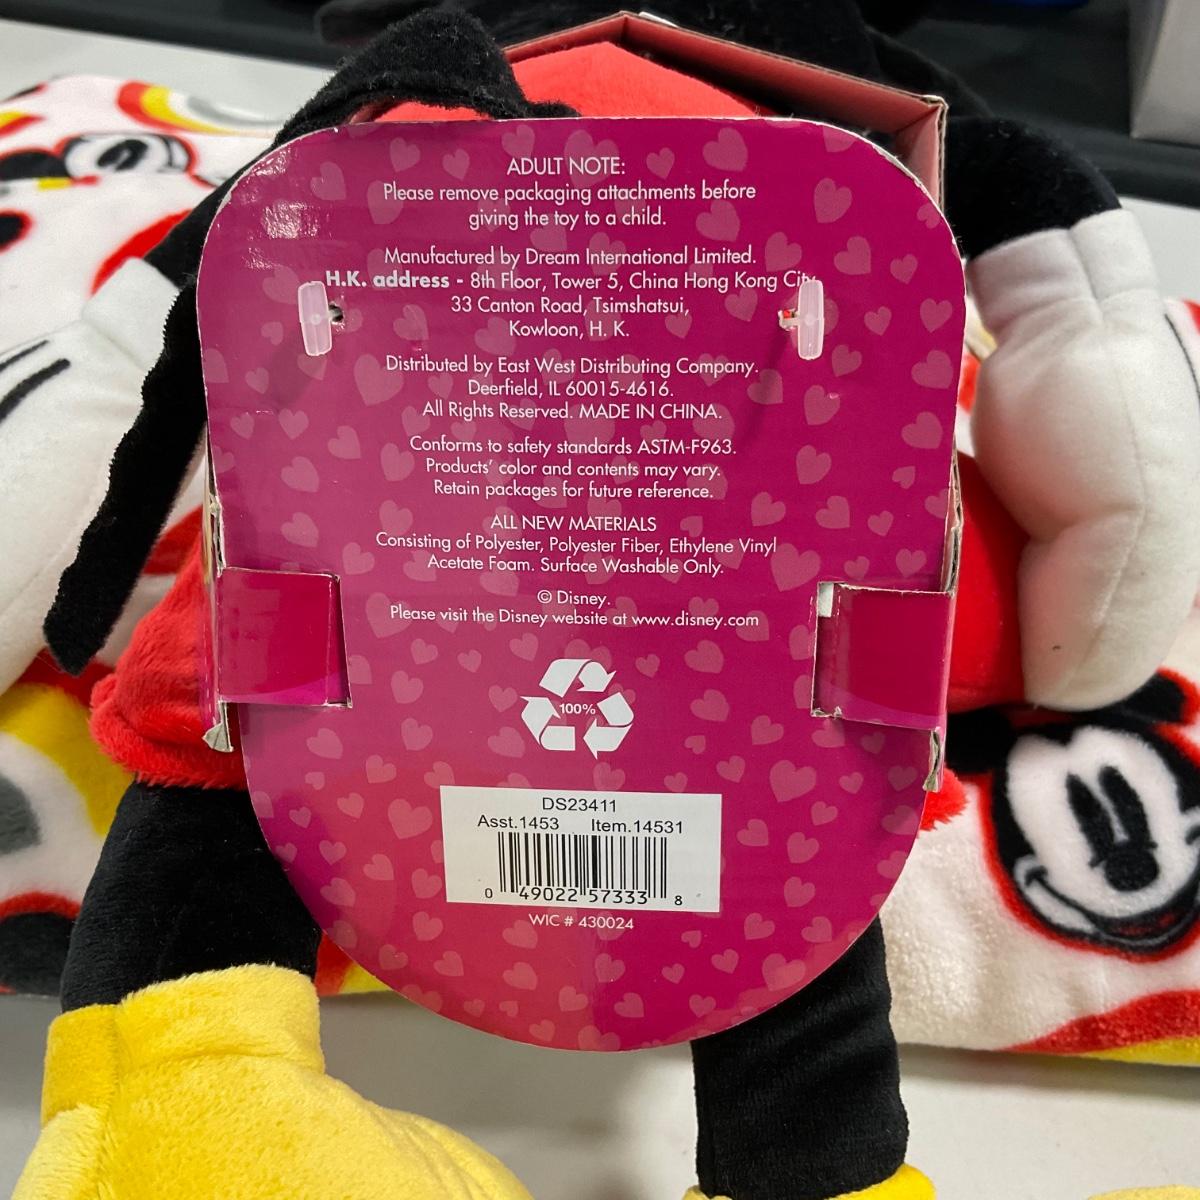 ADULT NOTE:
Please remove packaging attachments before
giving the toy to a child.
Manufactured by Dream International Limited.
H.K. address - 8th Floor, Tower 5, China Hong Kong City,
33 Canton Road, Tsimshatsui,
Kowloon, H. K.
Distributed by East West Distributing Company.
Deerfield, IL 60015-4616.
All Rights Reserved. MADE IN CHINA.
Conforms to safety standards ASTM-F963.
Products' color and contents may vary.
Retain packages for future reference.
ALL NEW MATERIALS
Consisting of Polyester, Polyester Fiber, Ethylene Vinyl
Acetate Foam. Surface Washable Only.
© Disney.
Please visit the Disney website at www.disney.com
100%
DS23411
Asst.1453 Item.14531
0 49022 57333 8
WIC # 430024